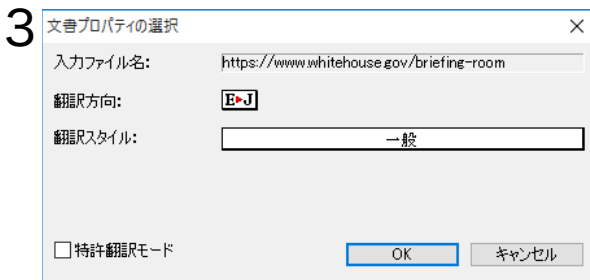 3
文書プロパティの選択
入力ファイル名: https://www.whitehouse.gov/briefing-room
翻訳方向: E▸J
翻訳スタイル: 一般
特許翻訳モード OK キャンセル